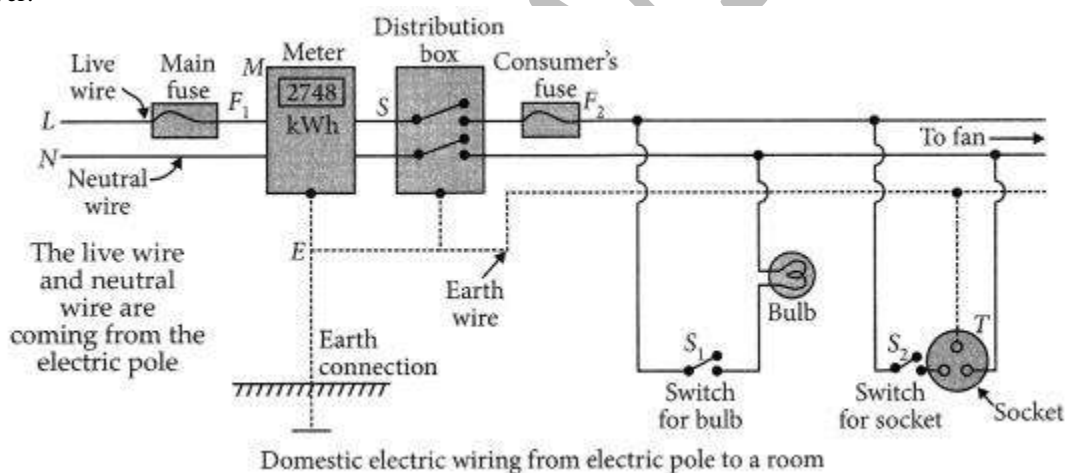 Distribution
box
Meter
Live
wire
Main
fuse
M
Consumer's
fuse
F₁
2748
S
F₂
L
kWh
To fan
N
Neutral
wire
The live wire
and neutral
wire are
coming from the
electric pole
E
Earth
wire
Bulb
Earth
connection
S₁
S₂
T
Switch
for bulb
Switch
for socket
Socket
Domestic electric wiring from electric pole to a room